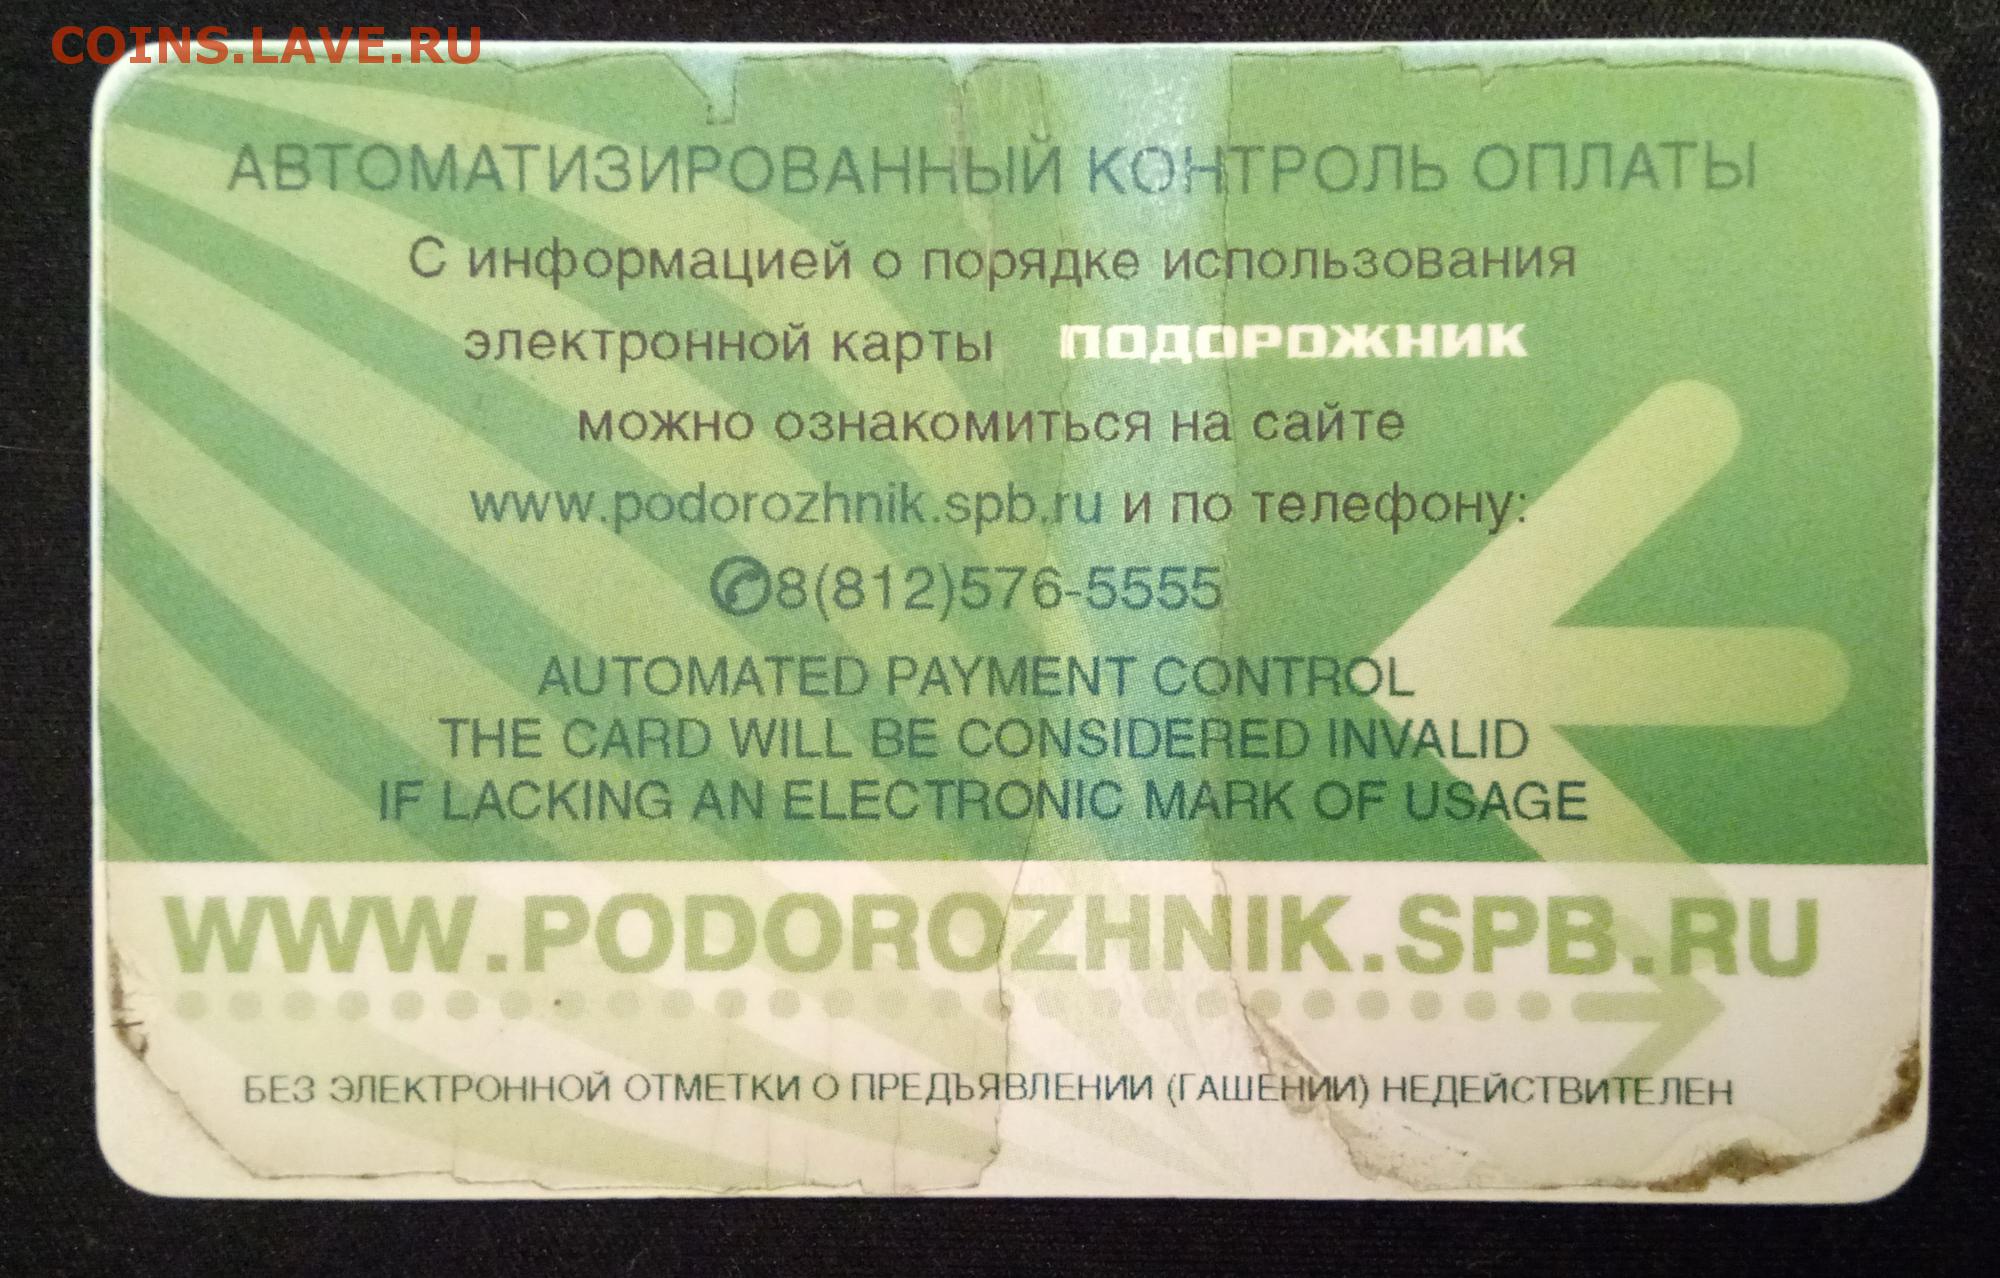 COINS.LAVE.RU
АВТОМАТИЗИРОВАННЫЙ КОНТРОЛЬ ОПЛАТЫ
С информацией о порядке использования
электронной карты ПОДОРОЖНИК
можно ознакомиться на сайте
www.podorozhnik.spb.ru и по телефону:
✆8(812)576-5555
AUTOMATED PAYMENT CONTROL
THE CARD WILL BE CONSIDERED INVALID
IF LACKING AN ELECTRONIC MARK OF USAGE
WWW.PODOROZHNIK.SPB.RU
БЕЗ ЭЛЕКТРОННОЙ ОТМЕТКИ О ПРЕДЪЯВЛЕНИИ (ГАШЕНИИ) НЕДЕЙСТВИТЕЛЕН